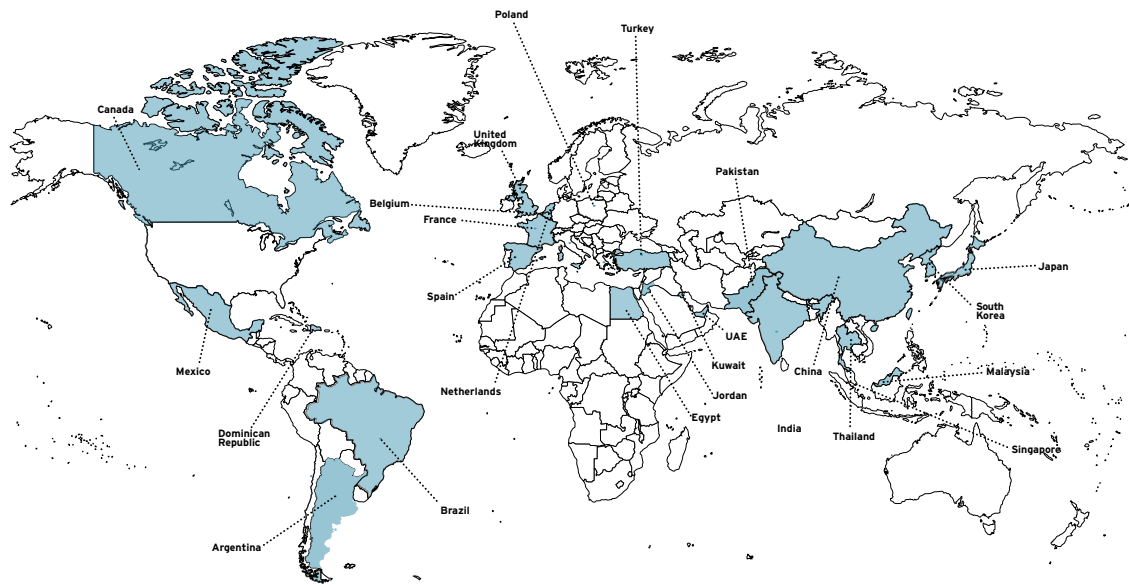 Poland
Turkey
Canada
United
Kingdom
Pakistan
Belgium
France
Japan
Spain
South
Korea
UAE
Mexico
Kuwait
China
Malaysia
Netherlands
Jordan
Egypt
India
Dominican
Republic
Thailand
Singapore
Brazil
Argentina